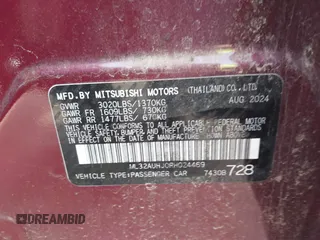 MFD.BY MITSUBISHI MOTORS (THAILAND) CO., LTD.
AUG 2024
GVWR 3020LBS/1370KG
GAWR FR 1609LBS/ 730KG
GAWR RR 1477LBS/ 670KG
THIS VEHICLE CONFORMS TO ALL APPLICABLE
FEDERAL MOTOR VEHICLE SAFETY, BUMPER AND
THEFT PREVENTION STANDARDS IN EFFECT ON THE
DATE OF MANUFACTURE SHOWN ABOVE.
ML32AUHJ0RH024469 728
VEHICLE TYPE:PASSENGER CAR 7430B